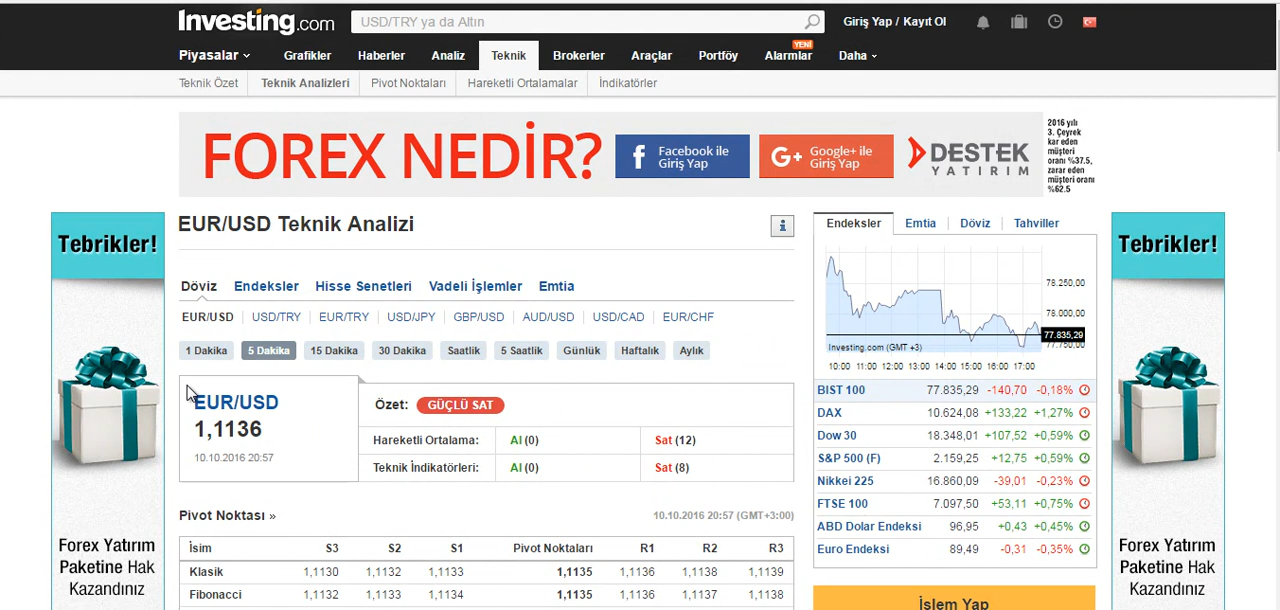 Investing.com
USD/TRY ya da Altın
Giriş Yap / Kayıt Ol
Piyasalar
Grafikler
Haberler
Analiz
Teknik
Brokerler
Araçlar
Portföy
YENİ
Alarmlar
Daha
Teknik Özet
Teknik Analizleri
Pivot Noktaları
Hareketli Ortalamalar
İndikatörler
FOREX NEDİR?
Facebook ile
Giriş Yap
G+
Google+ ile
Giriş Yap
DESTEK
YATIRIM
2016 yılı
3. Çeyrek
kar eden
müşteri
oranı %37.5,
zarar eden
müşteri oranı
%62.5
Tebrikler!
Forex Yatırım
Paketine Hak
Kazandınız
EUR/USD Teknik Analizi
Döviz Endeksler Hisse Senetleri Vadeli İşlemler Emtia
EUR/USD USD/TRY EUR/TRY USD/JPY GBP/USD AUD/USD USD/CAD EUR/CHF
1 Dakika 5 Dakika 15 Dakika 30 Dakika Saatlik 5 Saatlik Günlük Haftalık Aylık
EUR/USD
1,1136
10.10.2016 20:57
Özet: GÜÇLÜ SAT
Hareketli Ortalama: Al (0) Sat (12)
Teknik İndikatörleri: Al (0) Sat (8)
Pivot Noktası »
10.10.2016 20:57 (GMT+3:00)
İsim S3 S2 S1 Pivot Noktaları R1 R2 R3
Klasik 1,1130 1,1132 1,1133 1,1135 1,1136 1,1138 1,1139
Fibonacci 1,1132 1,1133 1,1134 1,1135 1,1136 1,1137 1,1138
Endeksler Emtia Döviz Tahviller
78.250,00
78.000,00
77.835,29
77.750,00
Investing.com (GMT +3)
10:00 11:00 12:00 13:00 14:00 15:00 16:00 17:00
BIST 100 77.835,29 -140,70 -0,18%
DAX 10.624,08 +133,22 +1,27%
Dow 30 18.348,01 +107,52 +0,59%
S&P 500 (F) 2.159,25 +12,75 +0,59%
Nikkei 225 16.860,09 -39,01 -0,23%
FTSE 100 7.097,50 +53,11 +0,75%
ABD Dolar Endeksi 96,95 +0,43 +0,45%
Euro Endeksi 89,49 -0,31 -0,35%
İşlem Yap
Tebrikler!
Forex Yatırım
Paketine Hak
Kazandınız